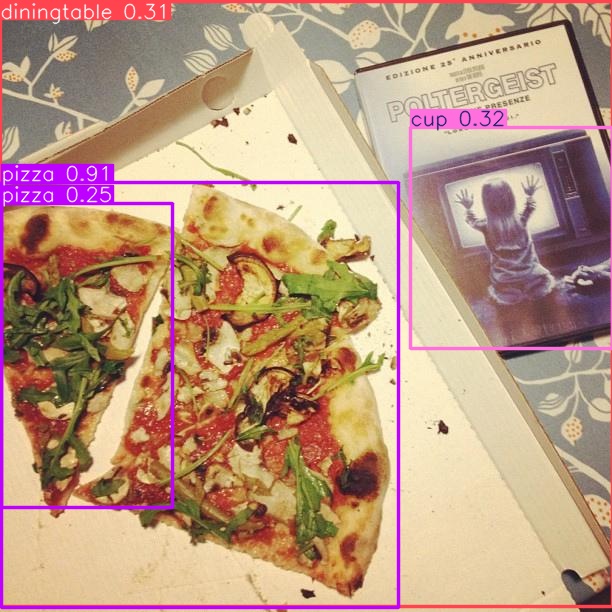 diningtable 0.31
EDIZIONE 25° ANNIVERSARIO
POLTERGEIST
PRESENZE
cup 0.32
pizza 0.91
pizza 0.25